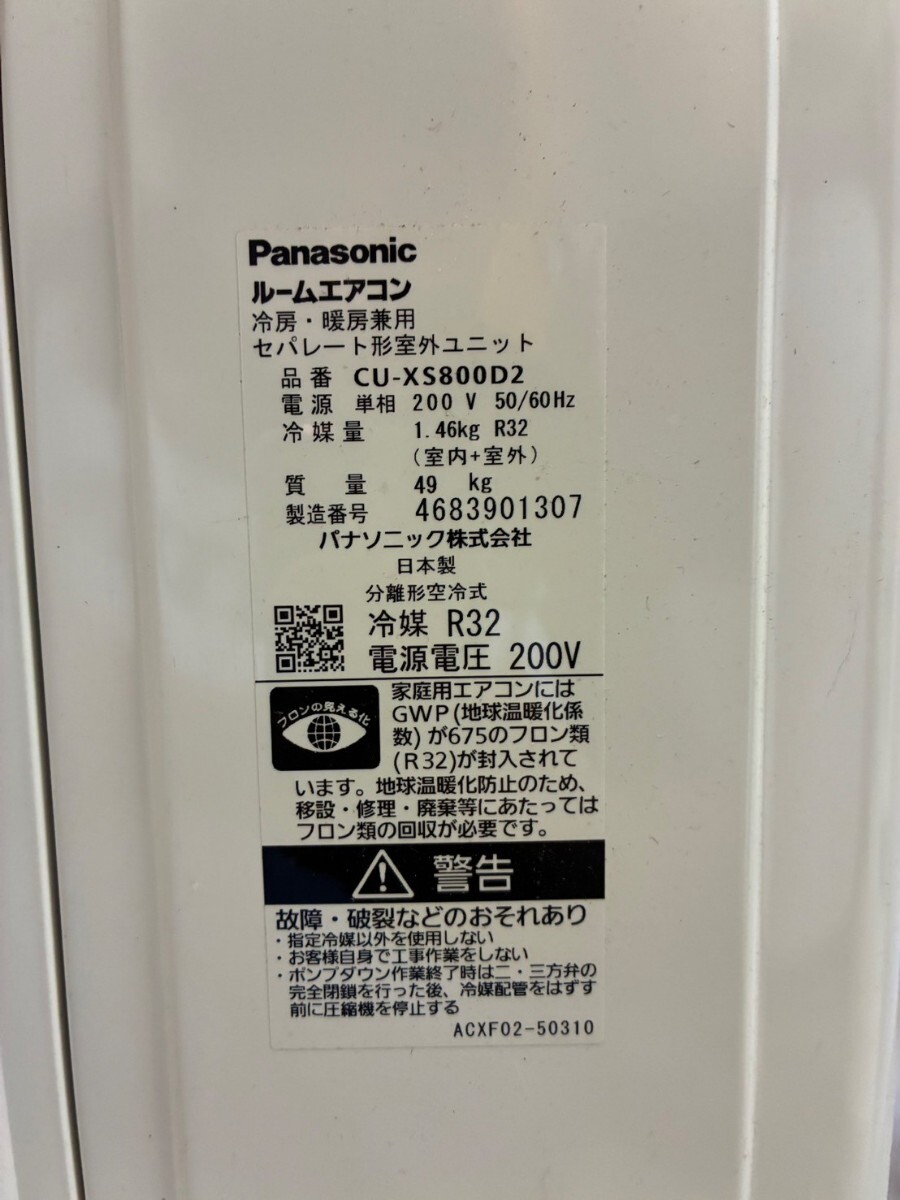 Panasonic
ルームエアコン
冷房・暖房兼用
セパレート形室外ユニット
品番 CU-XS800D2
電源 単相 200 V 50/60Hz
冷媒量 1.46kg R32
(室内+室外)
質量 49 kg
製造番号 4683901307
パナソニック株式会社
日本製
分離形空冷式
冷媒 R32
電源電圧 200V
フロンの見える化
家庭用エアコンには
GWP(地球温暖化係
数)が675のフロン類
(R32)が封入されて
います。地球温暖化防止のため、
移設・修理・廃棄等にあたっては
フロン類の回収が必要です。
警告
故障・破裂などのおそれあり
・指定冷媒以外を使用しない
・お客様自身で工事作業をしない
・ポンプダウン作業終了時は二・三方弁の
完全閉鎖を行った後、冷媒配管をはずす
前に圧縮機を停止する
ACXF02-50310